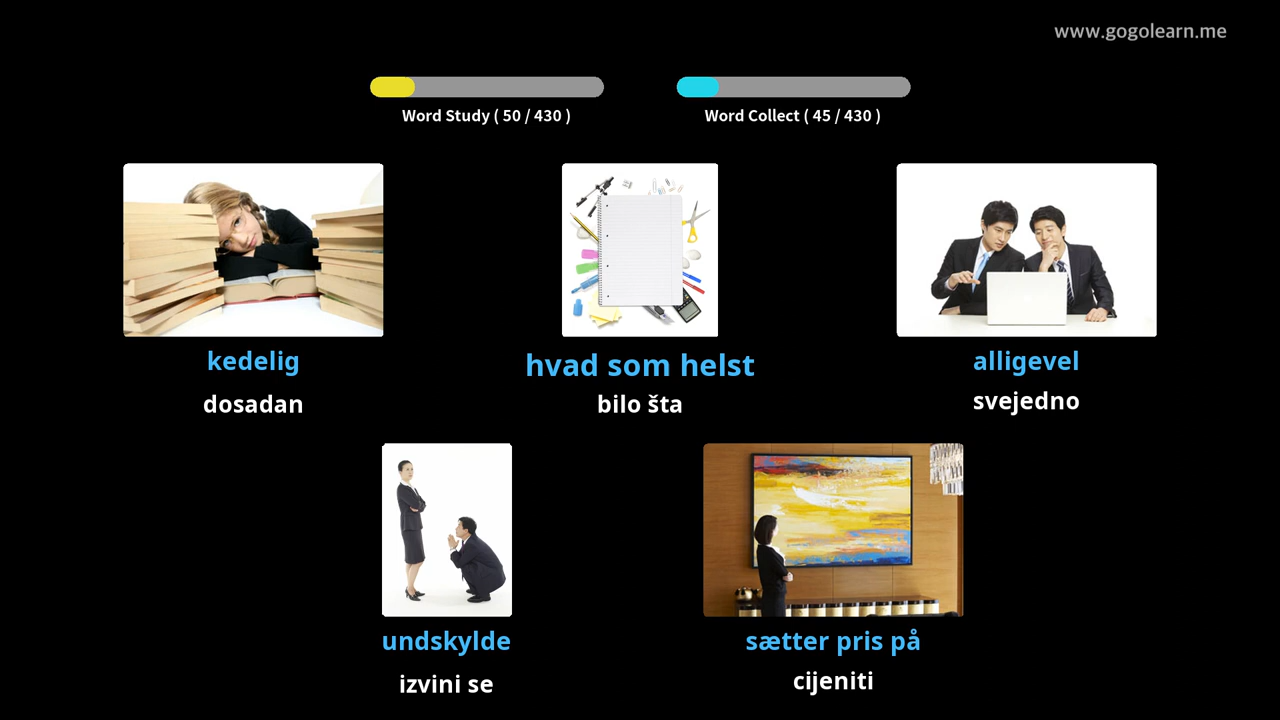 www.gogolearn.me
Word Study ( 50 / 430 )
Word Collect ( 45 / 430 )
kedelig
dosadan
hvad som helst
bilo šta
alligevel
svejedno
undskylde
izvini se
sætter pris på
cijeniti